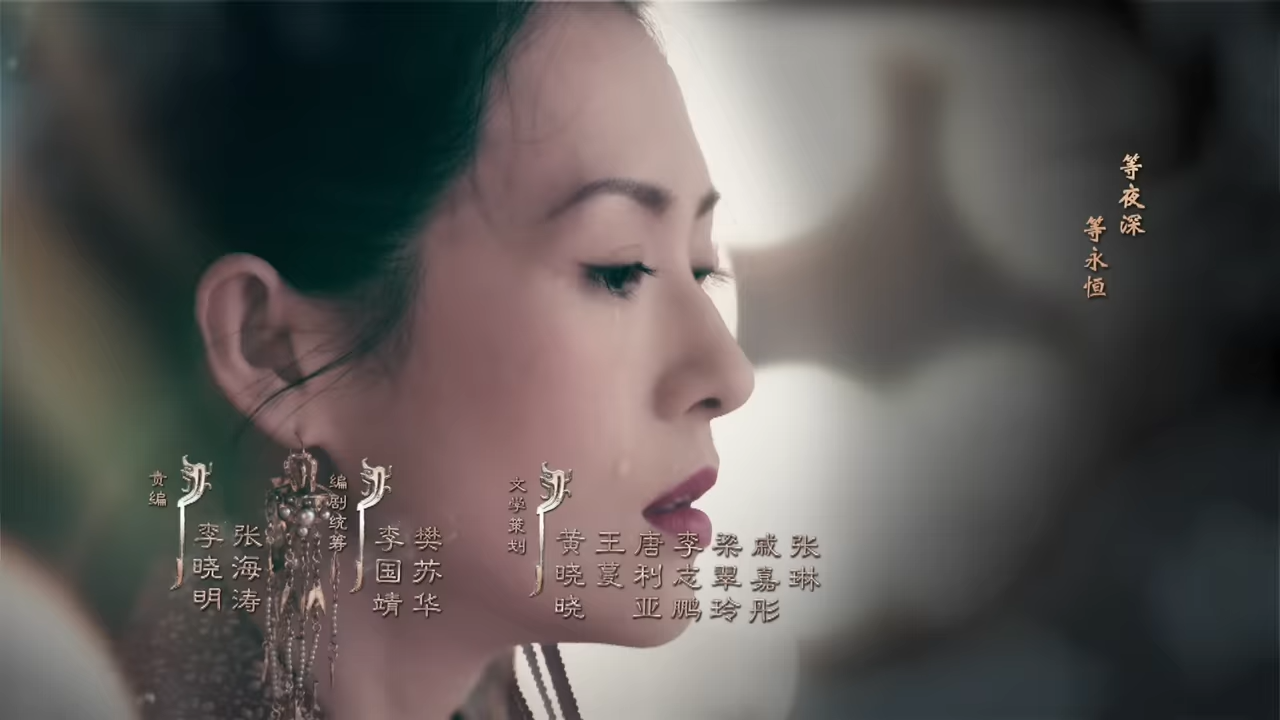 等夜深
等永恒
责编
李晓明
张海涛
编剧统筹
李国靖
樊苏华
文学策划
黄晓晓
王蔓
唐利亚
李志鹏
梁翠玲
戚嘉彤
张琳